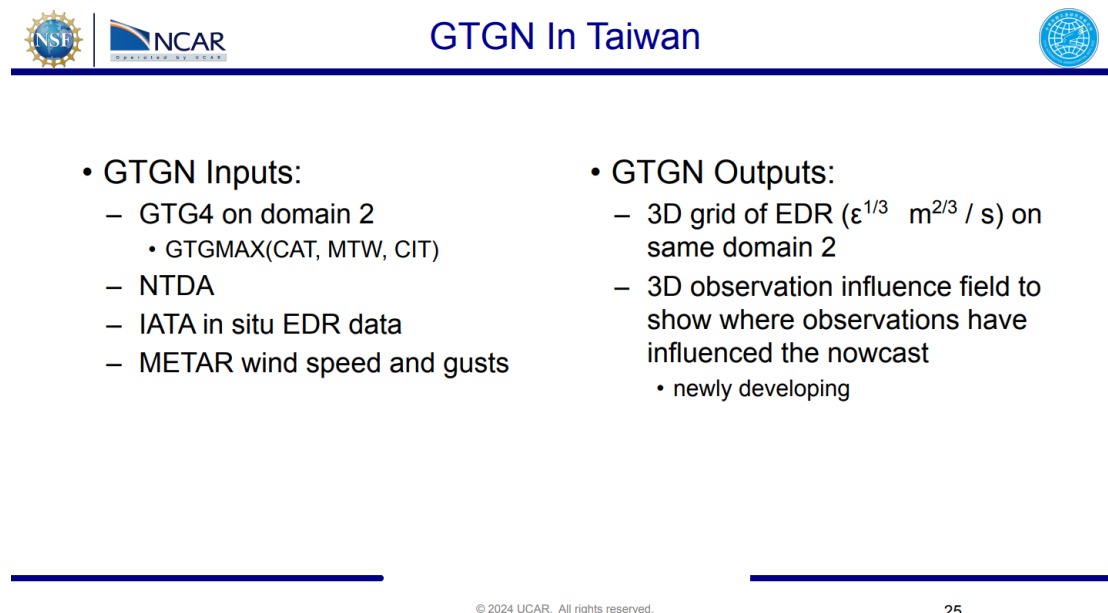 NSF
NCAR
Operated by UCAR
GTGN In Taiwan
• GTGN Inputs:
– GTG4 on domain 2
• GTGMAX(CAT, MTW, CIT)
– NTDA
– IATA in situ EDR data
– METAR wind speed and gusts
• GTGN Outputs:
– 3D grid of EDR (ε^1/3 m^2/3 / s) on
same domain 2
– 3D observation influence field to
show where observations have
influenced the nowcast
• newly developing
© 2024 UCAR. All rights reserved.
25